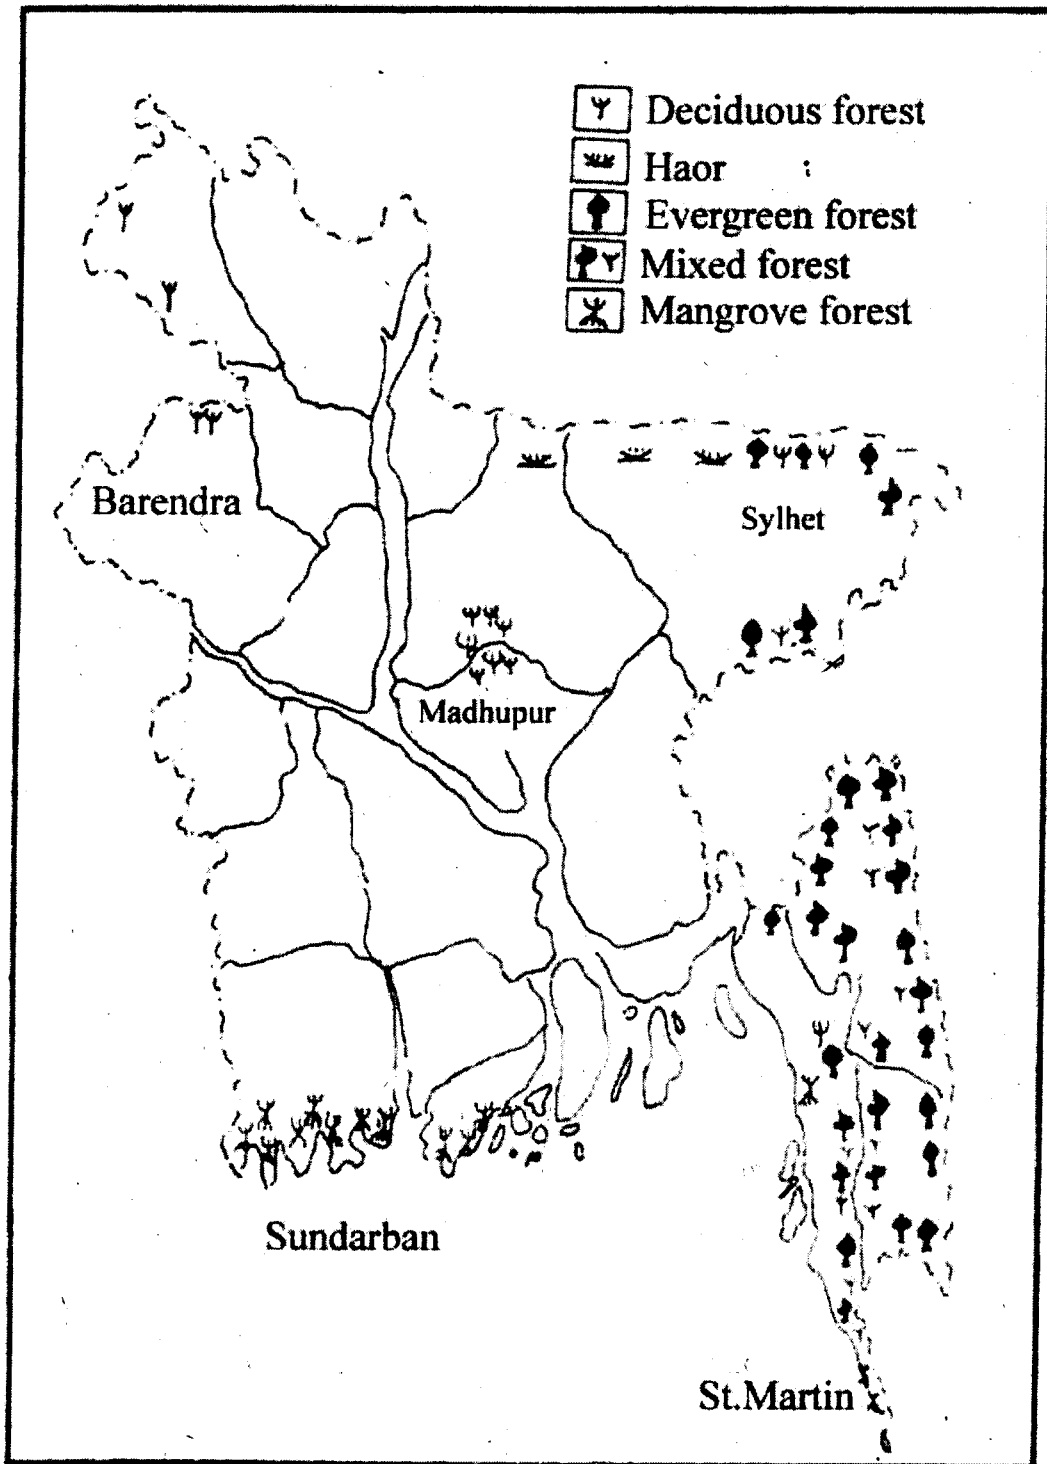 Deciduous forest
Haor
Evergreen forest
Mixed forest
Mangrove forest
Barendra
Sylhet
Madhupur
Sundarban
St.Martin